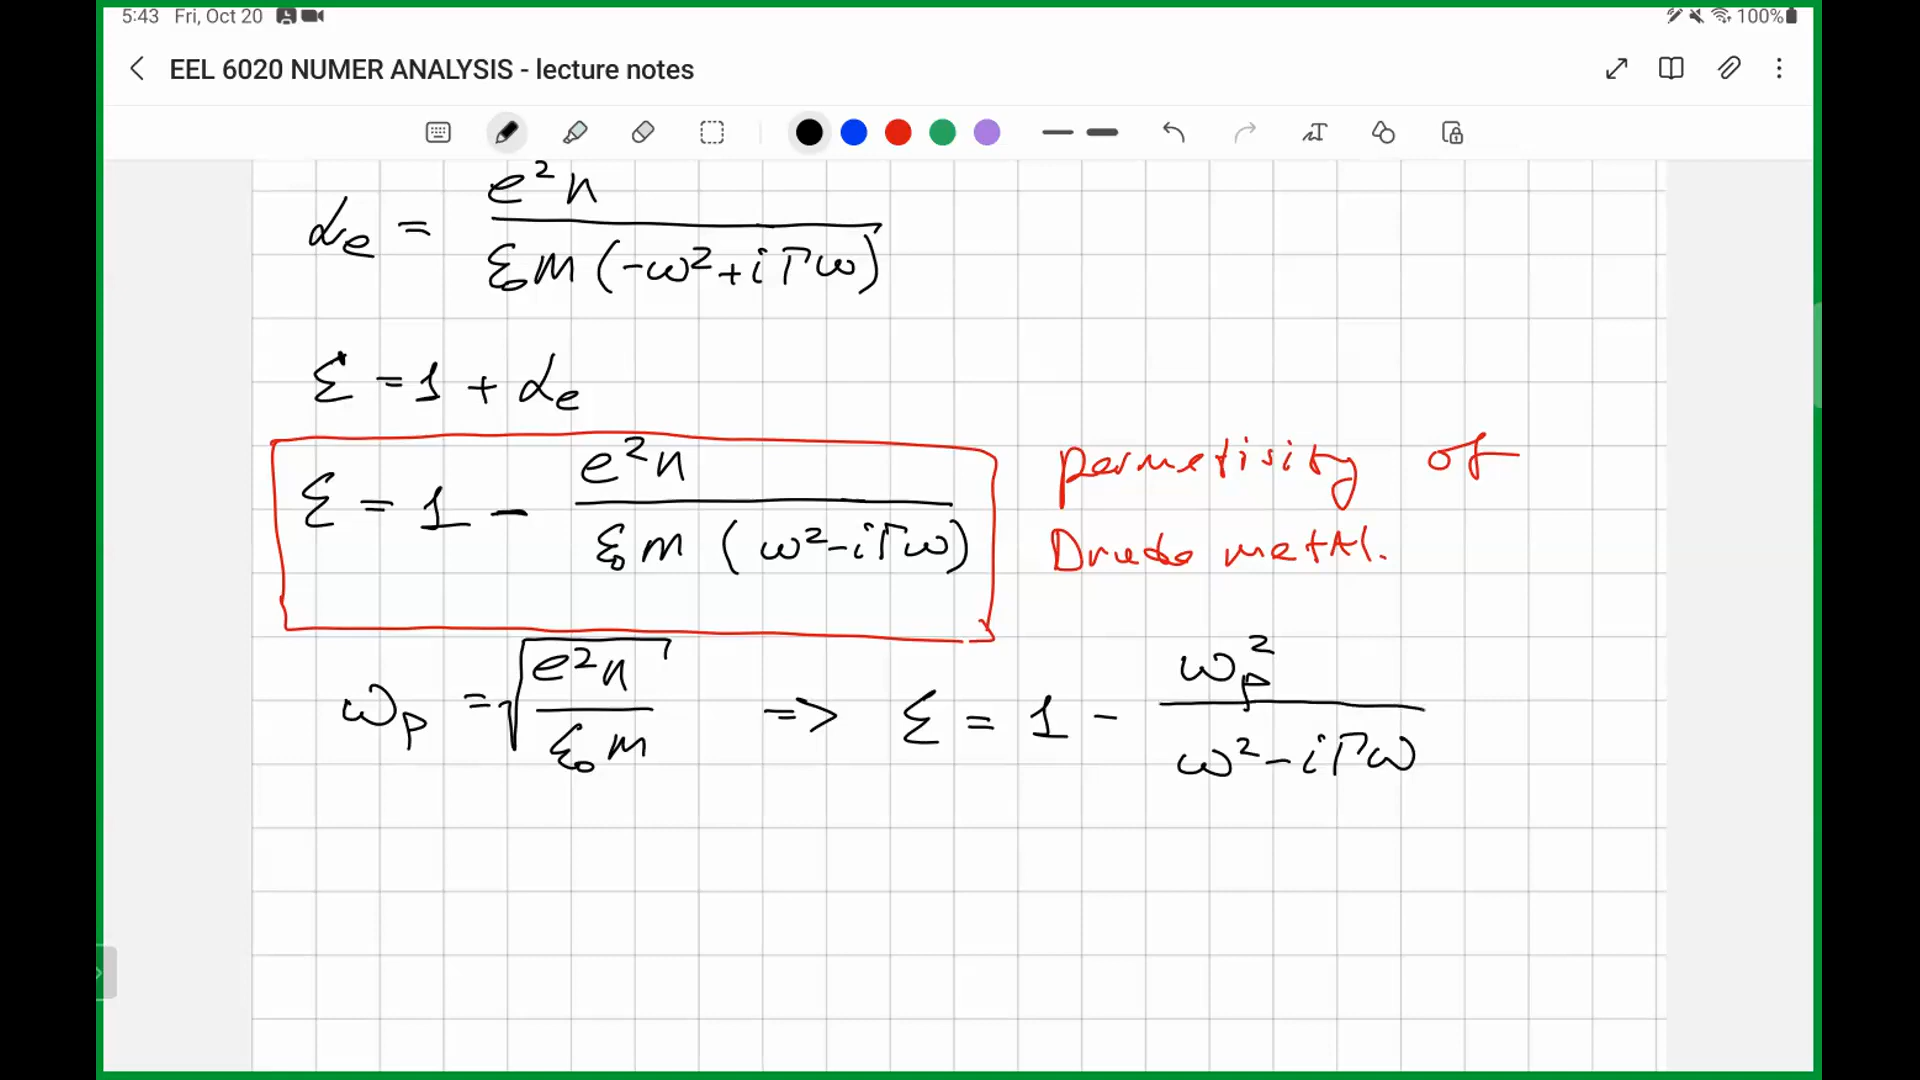 5:43 Fri, Oct 20 100%
EEL 6020 NUMER ANALYSIS - lecture notes
αe = e²n / ε₀m(-ω²+iΓω)
ε = 1 + αe
ε = 1 - e²n / ε₀m (ω²-iΓω)
permetisity of
Drude metal.
ωp = √(e²n / ε₀m) => ε = 1 - ωp² / ω²-iΓω